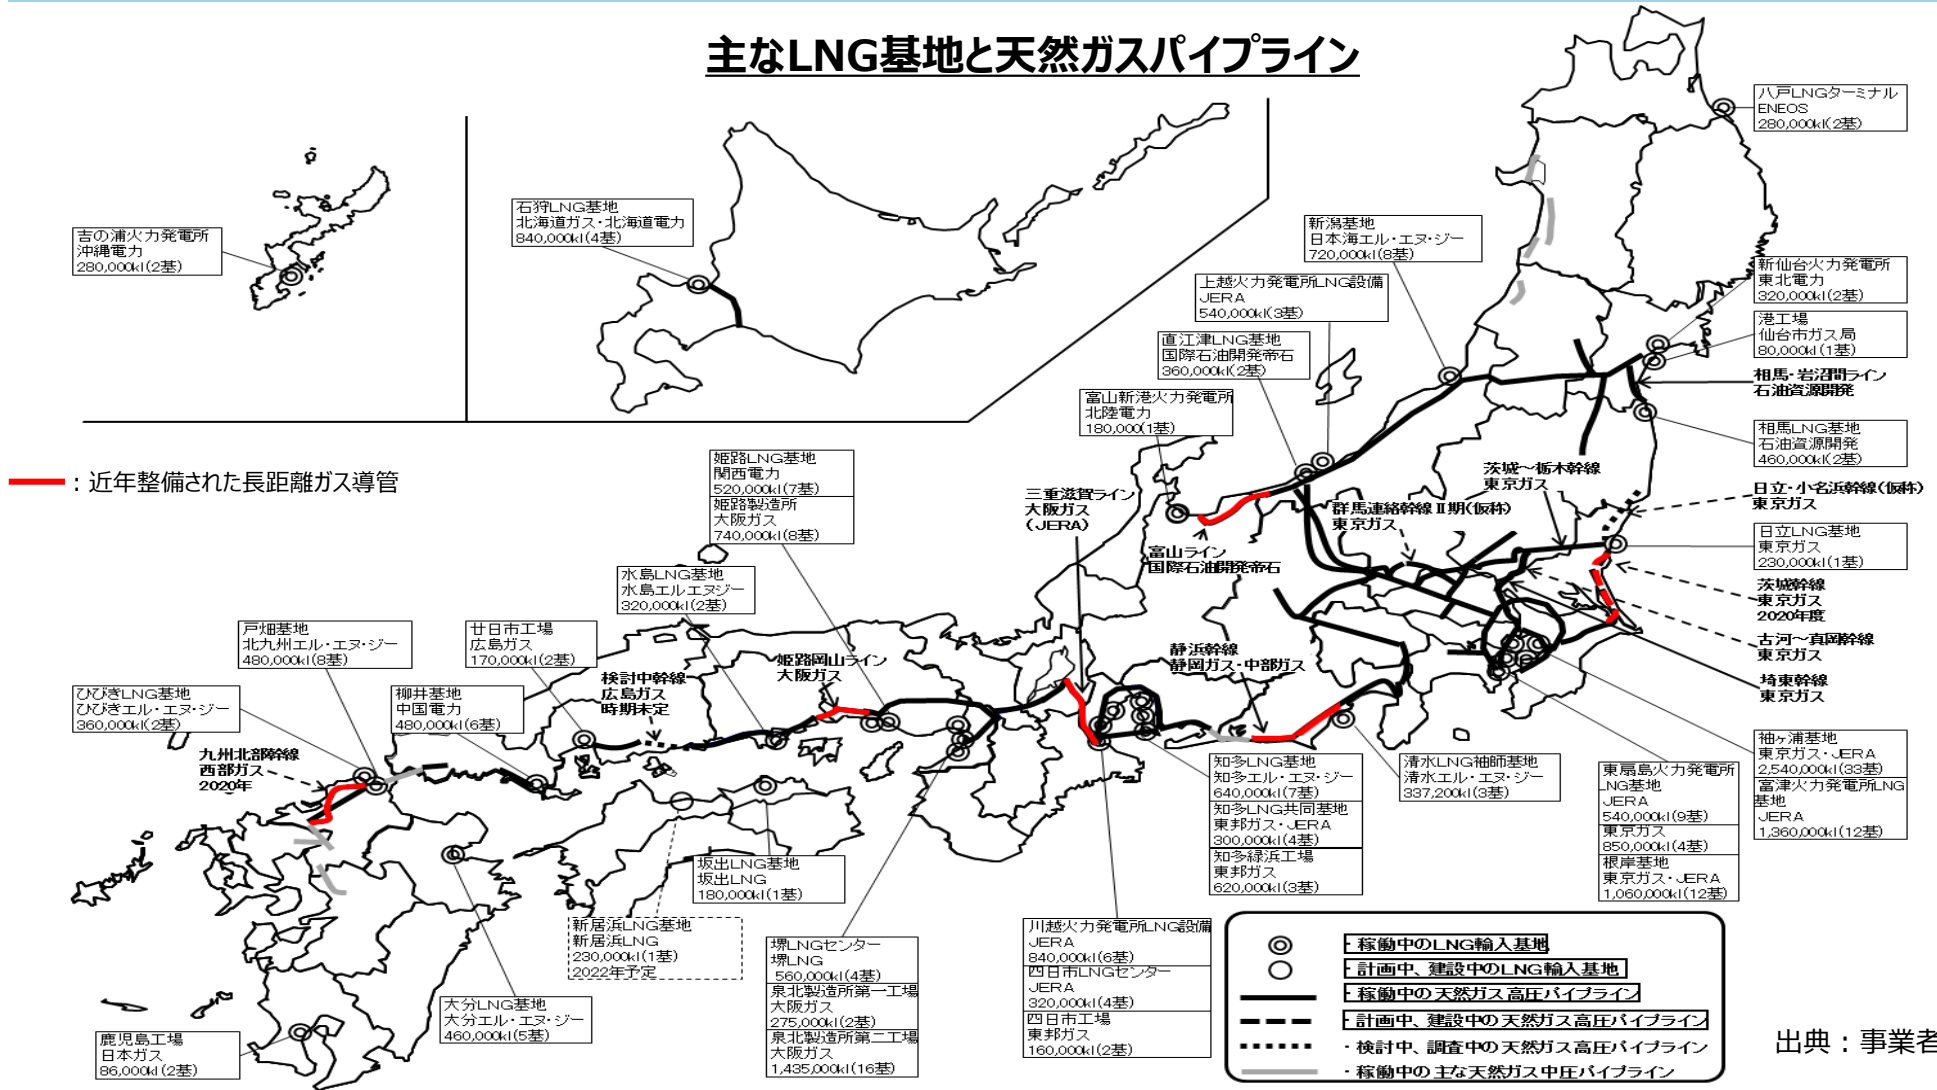 主なLNG基地と天然ガスパイプライン
八戸LNGターミナル
ENEOS
280,000kl(2基)
吉の浦火力発電所
沖縄電力
280,000kl(2基)
石狩LNG基地
北海道ガス・北海道電力
840,000kl(4基)
新潟基地
日本海エル・エヌ・ジー
720,000kl(8基)
上越火力発電所LNG設備
JERA
540,000kl(3基)
直江津LNG基地
国際石油開発帝石
360,000kl(2基)
富山新港火力発電所
北陸電力
180,000(1基)
新仙台火力発電所
東北電力
320,000kl(2基)
港工場
仙台市ガス局
80,000kl(1基)
相馬・岩沼間ライン
石油資源開発
相馬LNG基地
石油資源開発
460,000kl(2基)
━ : 近年整備された長距離ガス導管
姫路LNG基地
関西電力
520,000kl(7基)
姫路製造所
大阪ガス
740,000kl(8基)
三重滋賀ライン
大阪ガス
(JERA)
富山ライン
国際石油開発帝石
群馬連絡幹線Ⅱ期(仮称)
東京ガス
茨城～栃木幹線
東京ガス
日立・小名浜幹線(仮称)
東京ガス
日立LNG基地
東京ガス
230,000kl(1基)
茨城幹線
東京ガス
2020年度
古河～真岡幹線
東京ガス
埼東幹線
東京ガス
水島LNG基地
水島エルエヌジー
320,000kl(2基)
戸畑基地
北九州エル・エヌ・ジー
480,000kl(8基)
廿日市工場
広島ガス
170,000kl(2基)
検討中幹線
広島ガス
時期未定
姫路岡山ライン
大阪ガス
静浜幹線
静岡ガス・中部ガス
ひびきLNG基地
ひびきエル・エヌ・ジー
360,000kl(2基)
柳井基地
中国電力
480,000kl(6基)
九州北部幹線
西部ガス
2020年
知多LNG基地
知多エル・エヌ・ジー
640,000kl(7基)
知多LNG共同基地
東邦ガス・JERA
300,000kl(4基)
知多緑浜工場
東邦ガス
620,000kl(3基)
清水LNG袖師基地
清水エル・エヌ・ジー
337,200kl(3基)
東扇島火力発電所
LNG基地
JERA
540,000kl(9基)
東京ガス
850,000kl(4基)
根岸基地
東京ガス・JERA
1,060,000kl(12基)
袖ヶ浦基地
東京ガス・JERA
2,540,000kl(33基)
富津火力発電所LNG
基地
JERA
1,360,000kl(12基)
坂出LNG基地
坂出LNG
180,000kl(1基)
新居浜LNG基地
新居浜LNG
230,000kl(1基)
2022年予定
堺LNGセンター
堺LNG
560,000kl(4基)
泉北製造所第一工場
大阪ガス
275,000kl(2基)
泉北製造所第二工場
大阪ガス
1,435,000kl(16基)
川越火力発電所LNG設備
JERA
840,000kl(6基)
四日市LNGセンター
JERA
320,000kl(4基)
四日市工場
東邦ガス
160,000kl(2基)
大分LNG基地
大分エル・エヌ・ジー
460,000kl(5基)
鹿児島工場
日本ガス
86,000kl(2基)
・稼働中のLNG輸入基地
・計画中、建設中のLNG輸入基地
・稼働中の天然ガス高圧パイプライン
・計画中、建設中の天然ガス高圧パイプライン
・検討中、調査中の天然ガス高圧パイプライン
・稼働中の主な天然ガス中圧パイプライン
出典：事業者